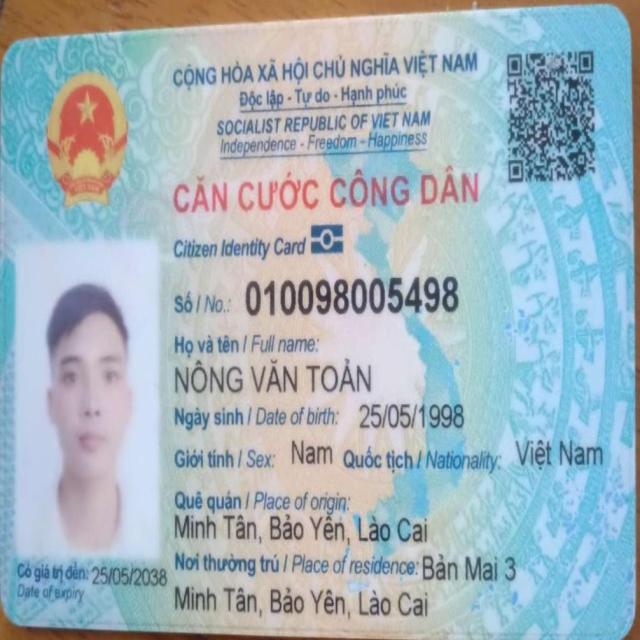 CỘNG HÒA XÃ HỘI CHỦ NGHĨA VIỆT NAM
Độc lập - Tự do - Hạnh phúc
SOCIALIST REPUBLIC OF VIET NAM
Independence - Freedom - Happiness
CĂN CƯỚC CÔNG DÂN
Citizen Identity Card
Số / No.: 010098005498
Họ và tên / Full name:
NÔNG VĂN TOẢN
Ngày sinh / Date of birth: 25/05/1998
Giới tính / Sex: Nam Quốc tịch / Nationality: Việt Nam
Quê quán / Place of origin:
Minh Tân, Bảo Yên, Lào Cai
Nơi thường trú / Place of residence: Bản Mai 3
Minh Tân, Bảo Yên, Lào Cai
Có giá trị đến: 25/05/2038
Date of expiry